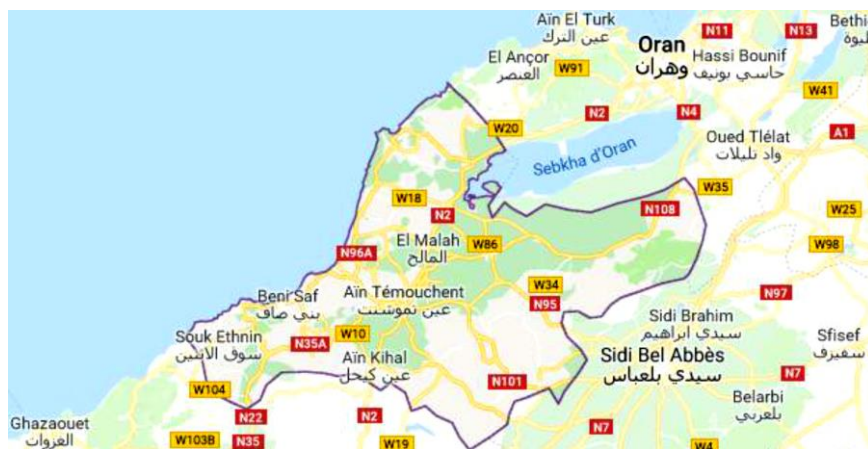 Aïn El Turk
عين الترك
Oran
وهران
N11
N13
Bethio
طيوة
El Ançor
العنصر
W91
Hassi Bounif
حاسي بونيف
W41
N2
N4
W20
Oued Tlélat
واد تليلات
A1
Sebkha d'Oran
W35
W18
N2
N108
W25
El Malah
المالح
W86
W98
N96A
W34
N97
Beni Saf
بني صاف
Aïn Témouchent
عين تموشنت
N95
Sidi Brahim
سيدي ابراهيم
Souk Ethnin
سوق الاثنين
W10
N35A
Sfisef
سفيزف
Aïn Kihal
عين كيحل
Sidi Bel Abbès
سيدي بلعباس
N101
N7
W104
Belarbi
بلعربي
Ghazaouet
الغزوات
N22
N2
N7
W103B
N35
W19
W4